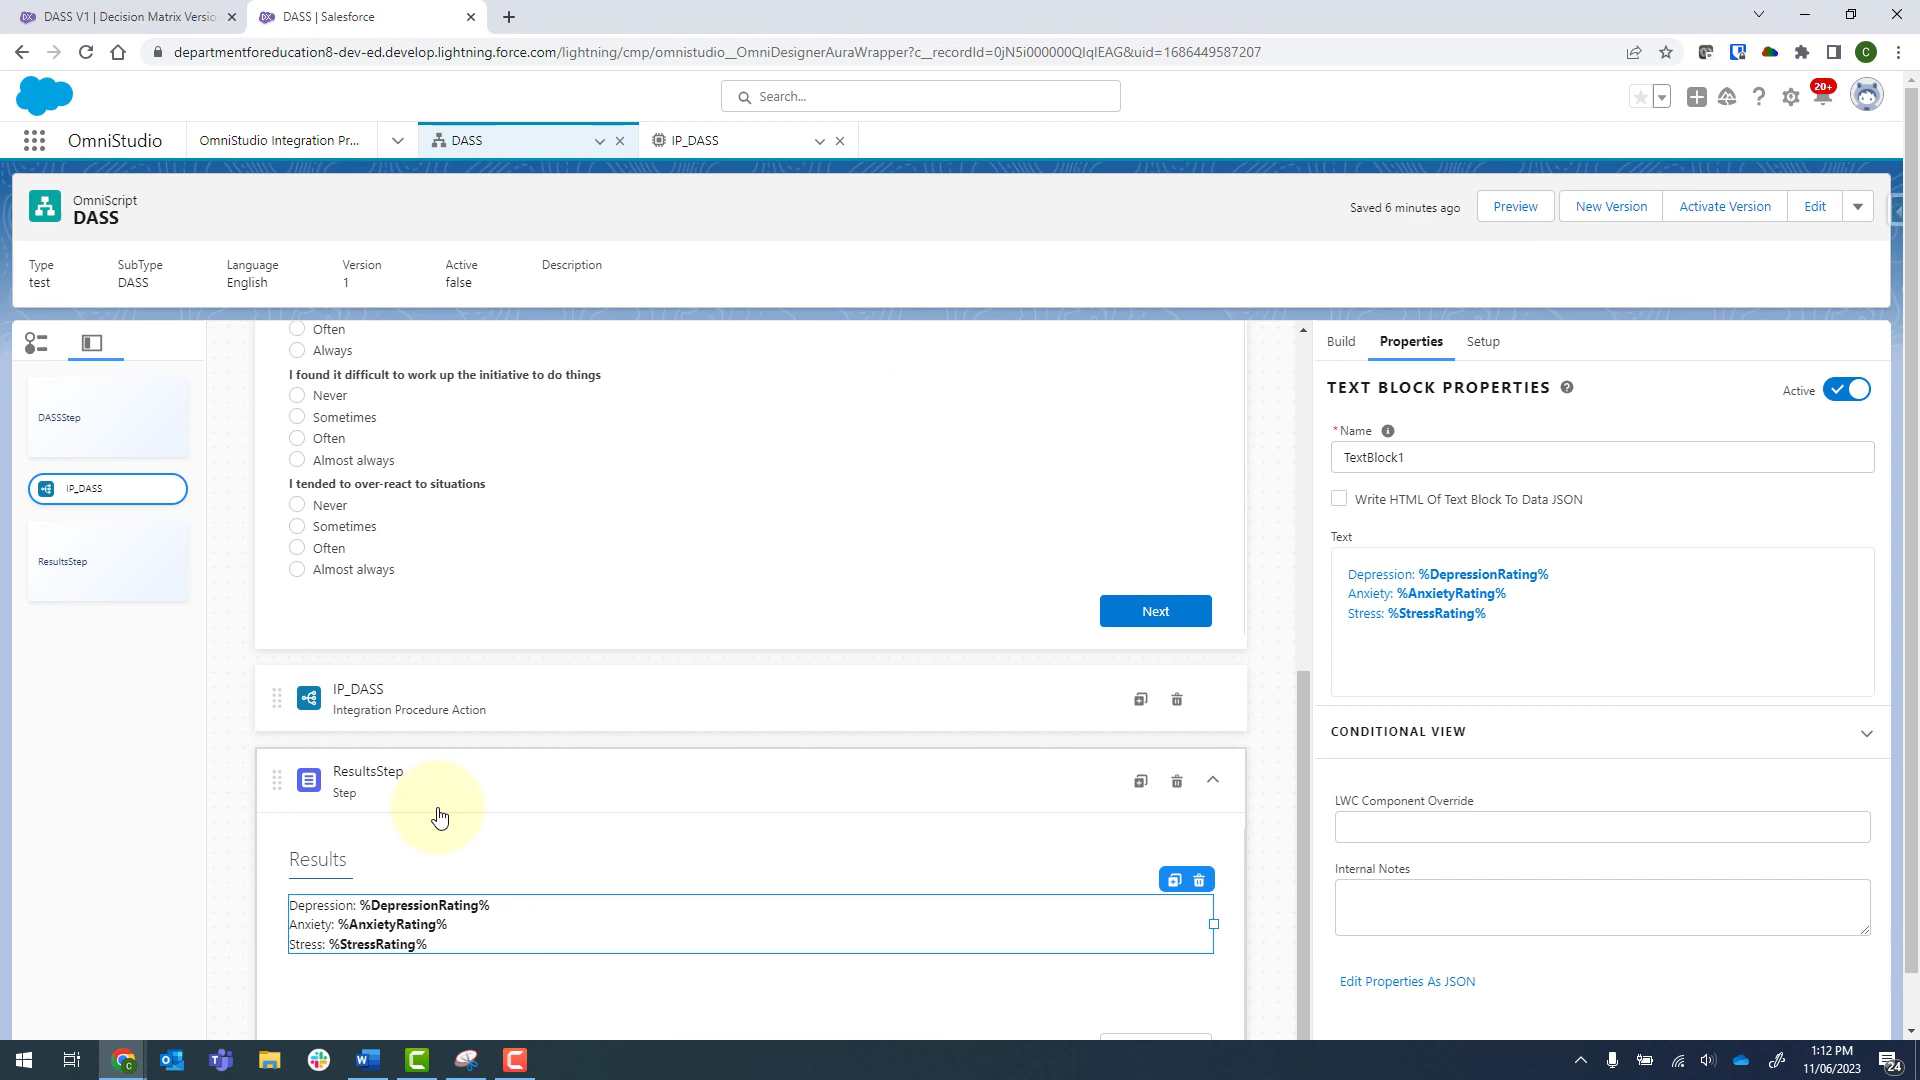 DASS V1 | Decision Matrix Versio
DASS | Salesforce
departmentforeducation8-dev-ed.develop.lightning.force.com/lightning/cmp/omnistudio__OmniDesignerAuraWrapper?c__recordId=0jN5i000000QIqIEAG&uid=1686449587207
C
Search...
20+
OmniStudio
OmniStudio Integration Pr...
DASS
IP_DASS
OmniScript
DASS
Saved 6 minutes ago
Preview
New Version
Activate Version
Edit
Type
SubType
Language
Version
Active
Description
test
DASS
English
1
false
DASSStep
IP_DASS
ResultsStep
Often
Always
I found it difficult to work up the initiative to do things
Never
Sometimes
Often
Almost always
I tended to over-react to situations
Never
Sometimes
Often
Almost always
Next
IP_DASS
Integration Procedure Action
ResultsStep
Step
Results
Depression: %DepressionRating%
Anxiety: %AnxietyRating%
Stress: %StressRating%
Build
Properties
Setup
TEXT BLOCK PROPERTIES
Active
* Name
TextBlock1
Write HTML Of Text Block To Data JSON
Text
Depression: %DepressionRating%
Anxiety: %AnxietyRating%
Stress: %StressRating%
CONDITIONAL VIEW
LWC Component Override
Internal Notes
Edit Properties As JSON
1:12 PM
11/06/2023
24